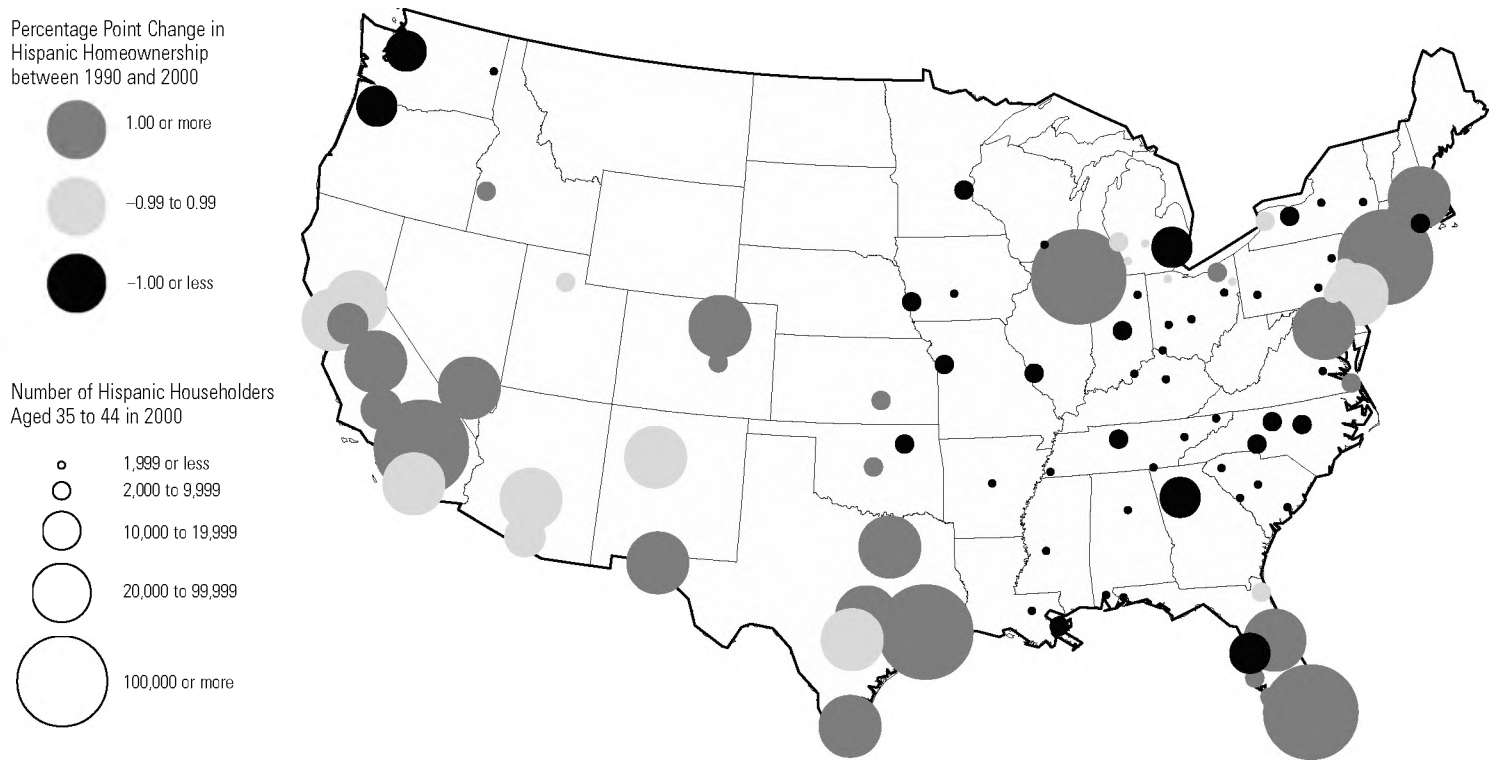 Percentage Point Change in
Hispanic Homeownership
between 1990 and 2000
1.00 or more
–0.99 to 0.99
–1.00 or less
Number of Hispanic Householders
Aged 35 to 44 in 2000
1,999 or less
2,000 to 9,999
10,000 to 19,999
20,000 to 99,999
100,000 or more